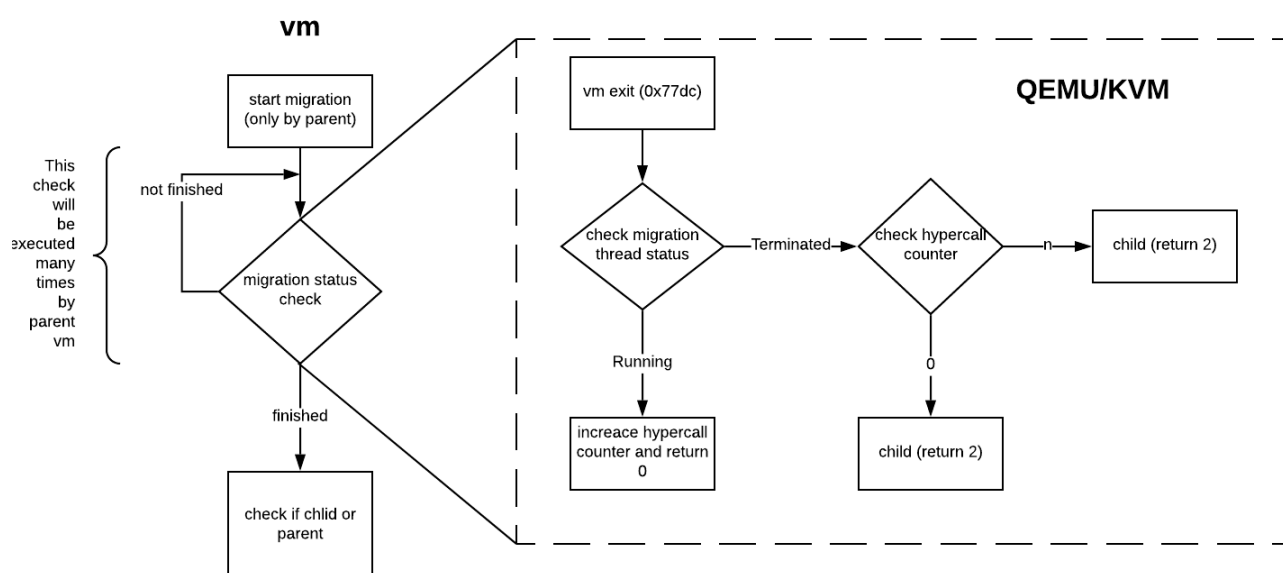 vm
start migration
(only by parent)
This
check
will
be
executed
many
times
by
parent
vm
not finished
migration status
check
finished
check if chlid or
parent
QEMU/KVM
vm exit (0x77dc)
check migration
thread status
Terminated
check hypercall
counter
n
child (return 2)
Running
0
increace hypercall
counter and return
0
child (return 2)